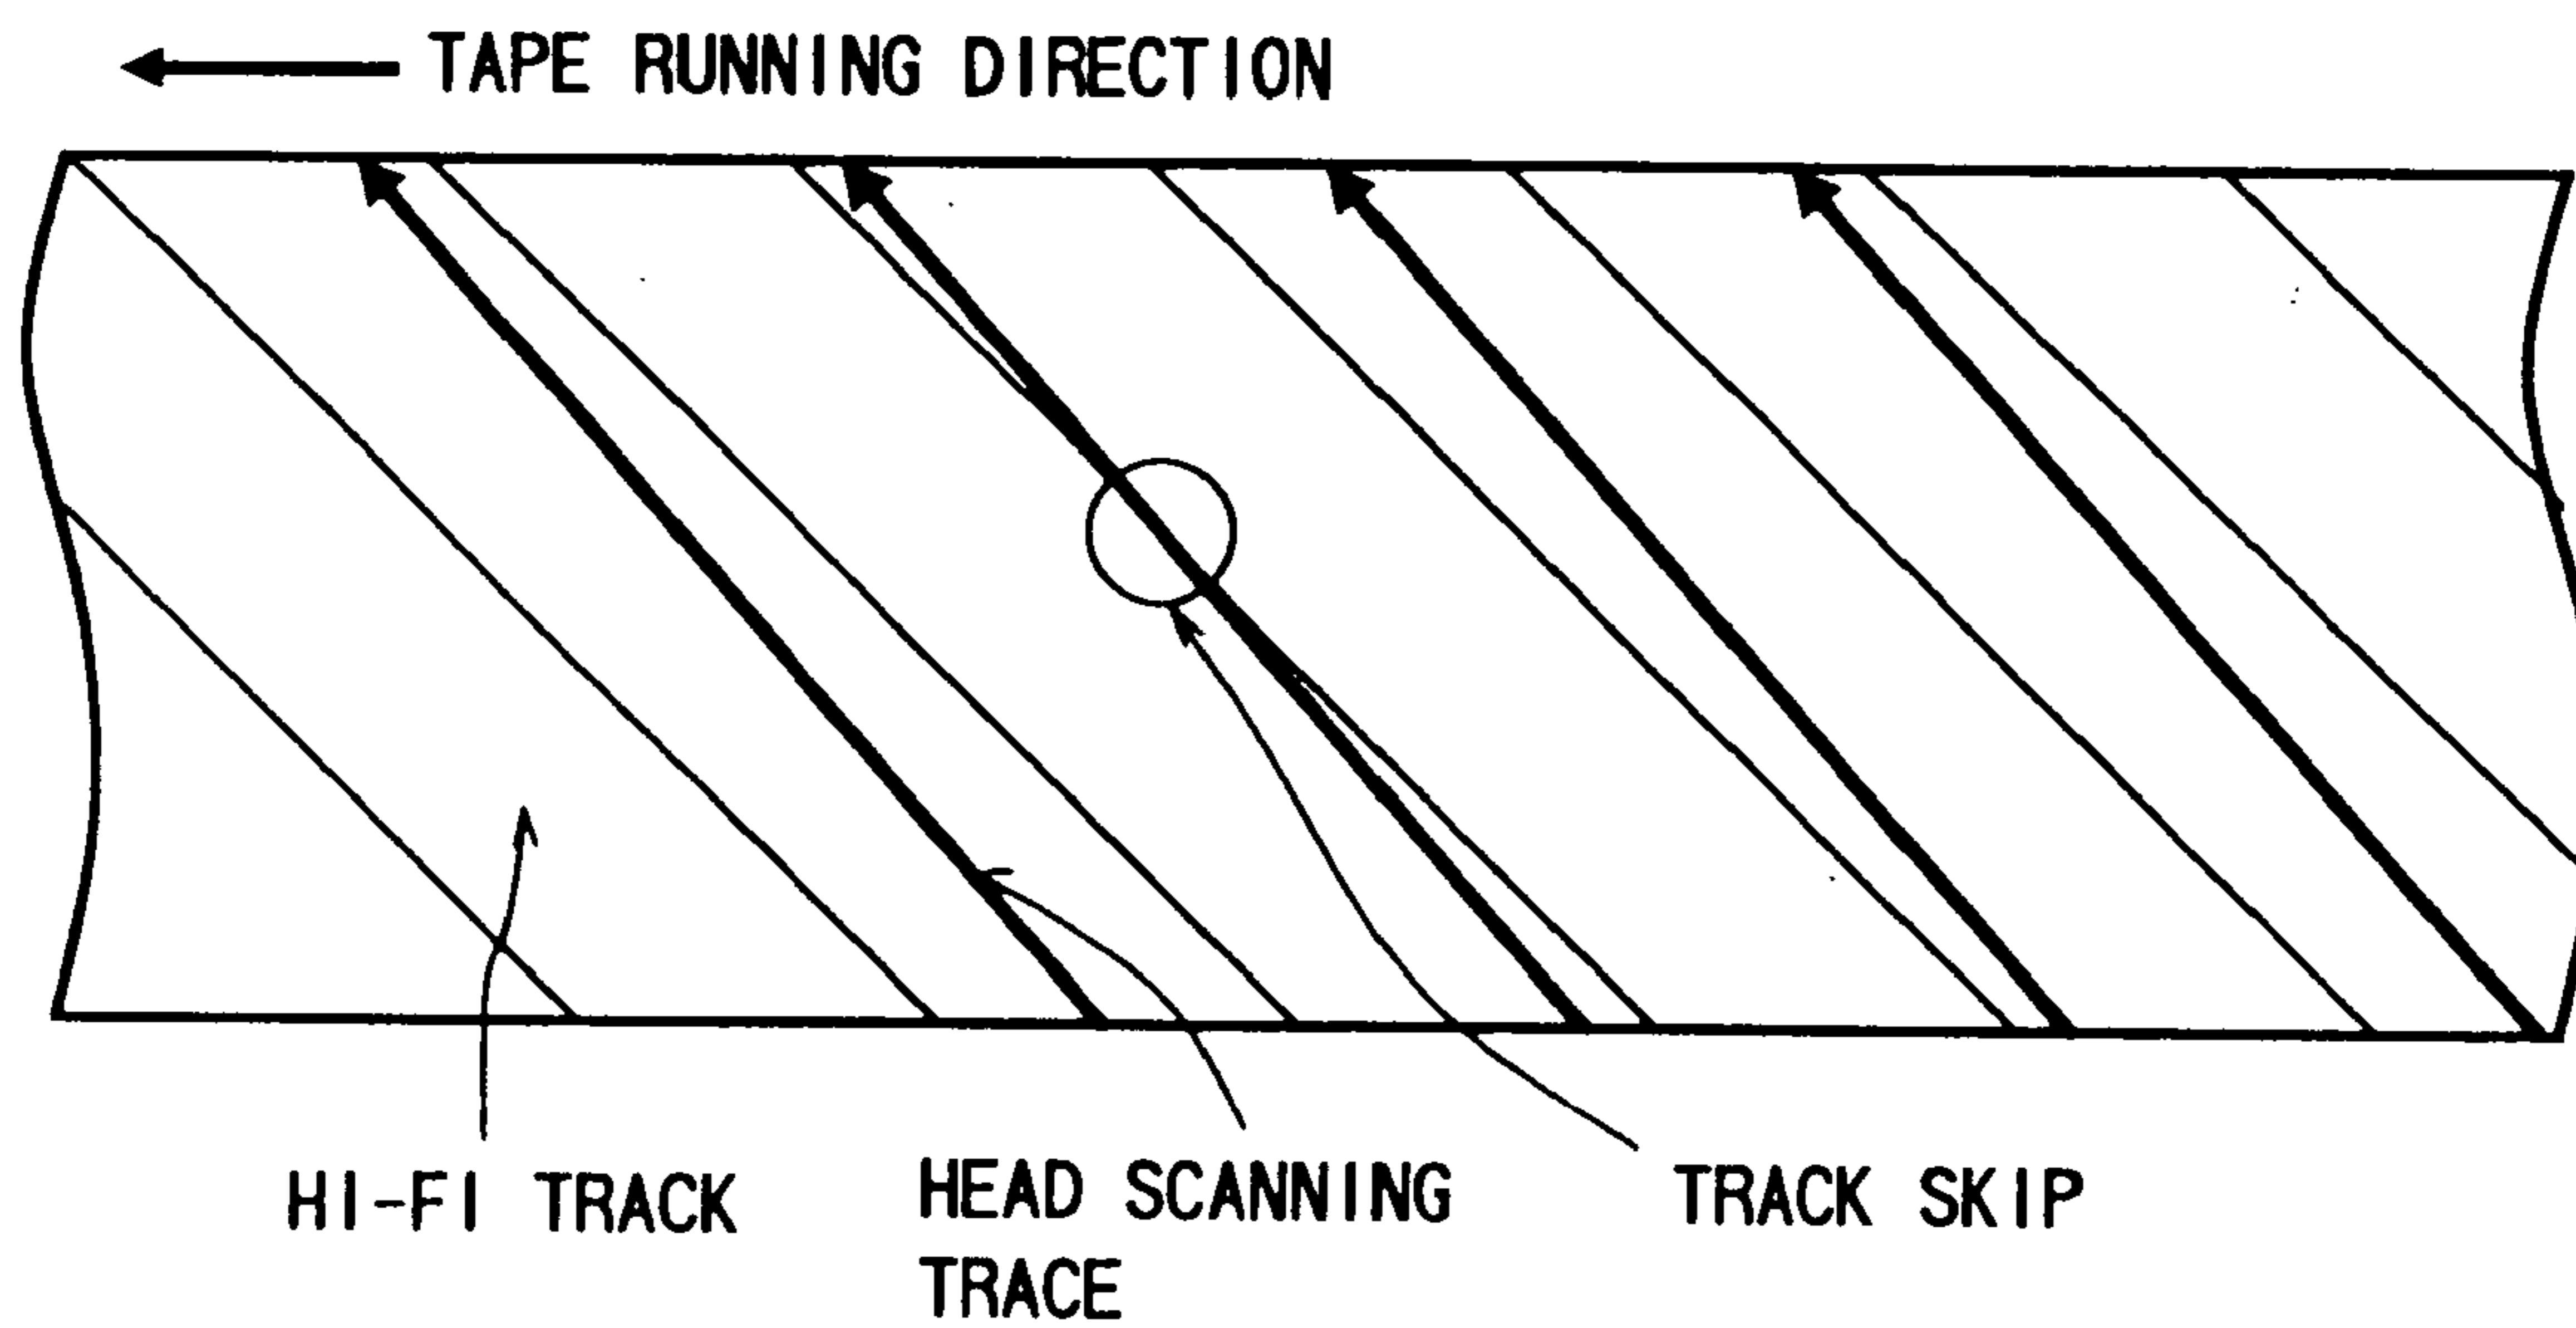 TAPE RUNNING DIRECTION
HI-FI TRACK
HEAD SCANNING
TRACE
TRACK SKIP